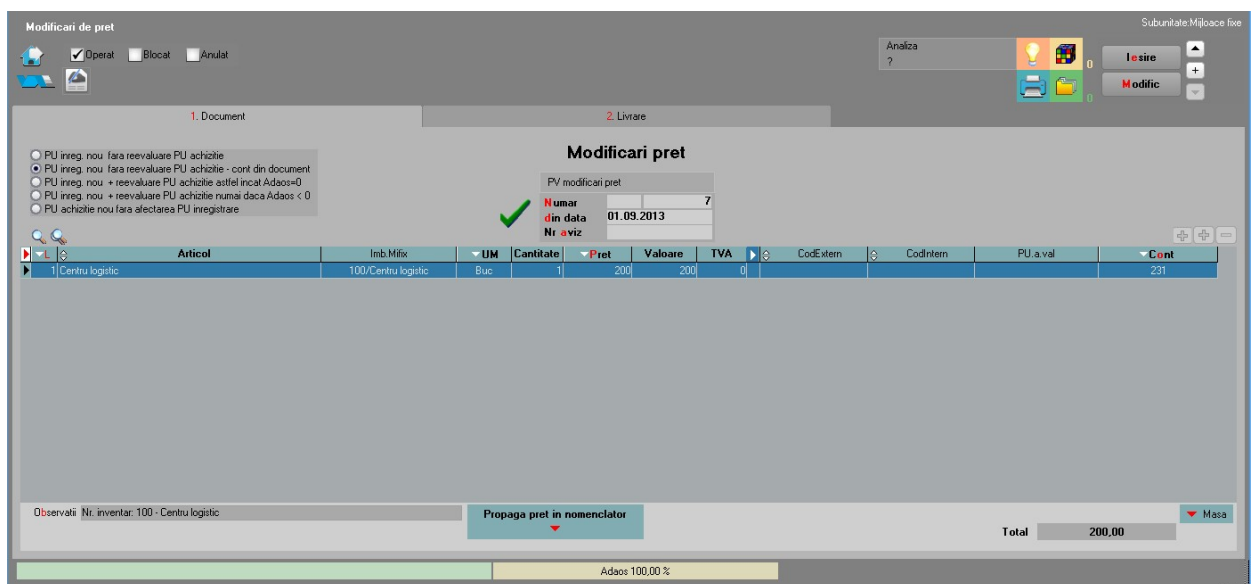 Modificari de pret
Subunitate:Mijloace fixe
Operat Blocat Anulat
Analiza
?
0
0
Iesire
Modific
+
1. Document
2. Livrare
PU inreg. nou fara reevaluare PU achizitie
PU inreg. nou fara reevaluare PU achizitie - cont din document
PU inreg. nou + reevaluare PU achizitie astfel incat Adaos=0
PU inreg. nou + reevaluare PU achizitie numai daca Adaos < 0
PU achizitie nou fara afectarea PU inregistrare
Modificari pret
PV modificari pret
Numar 7
din data 01.09.2013
Nr aviz
L Articol Imb.Mifix UM Cantitate Pret Valoare TVA CodExtern CodIntern PU.a.val Cont
1 Centru logistic 100/Centru logistic Buc 1 200 200 0 231
Observatii Nr. inventar: 100 - Centru logistic
Propaga pret in nomenclator
Masa
Total 200,00
Adaos 100,00 %